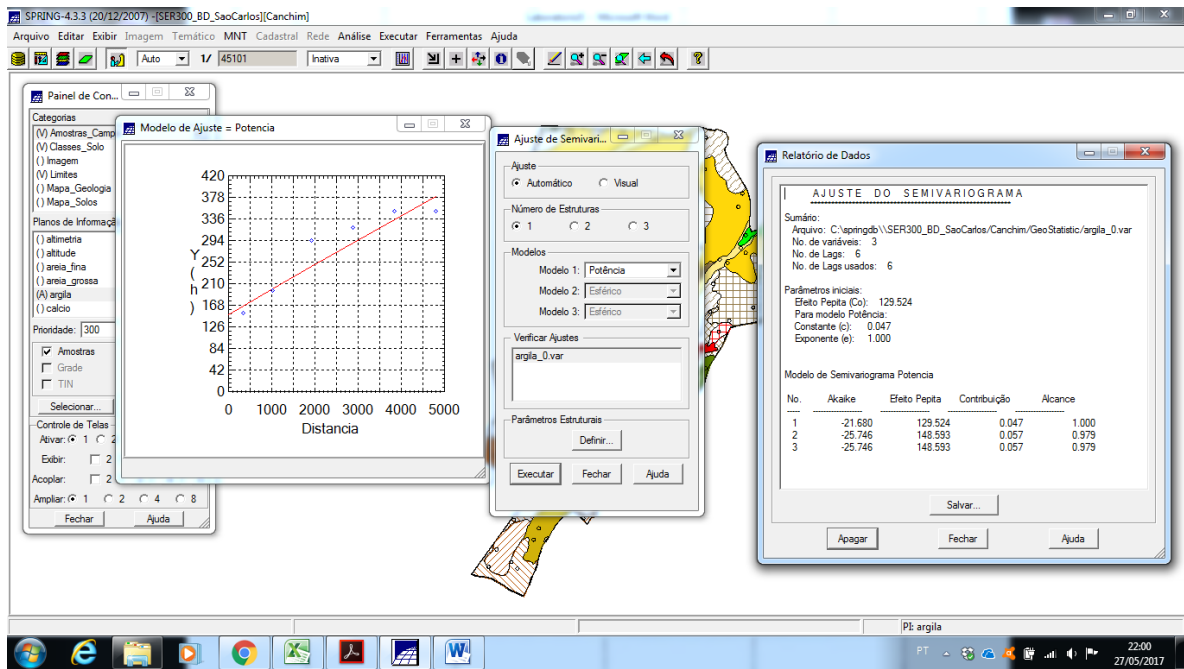 SPRING-4.3.3 (20/12/2007) -[SER300_BD_SaoCarlos][Canchim]
Arquivo Editar Exibir Imagem Temático MNT Cadastral Rede Análise Executar Ferramentas Ajuda
Auto 1/ 45101 Inativa
Painel de Con...
Categorias
(V) Amostras_Camp
(V) Classes_Solo
( ) Imagem
(V) Limites
( ) Mapa_Geologia
( ) Mapa_Solos
Planos de Informaçã
( ) altimetria
( ) altitude
( ) areia_fina
( ) areia_grossa
(A) argila
( ) calcio
Prioridade: 300
Amostras
Grade
TIN
Selecionar...
Controle de Telas
Ativar: 1 2
Exibir: 2
Acoplar: 2
Ampliar: 1 2 4 8
Fechar Ajuda
Modelo de Ajuste = Potencia
420
378
336
294
252
210
168
126
84
42
0
Y(h)
0 1000 2000 3000 4000 5000
Distancia
Ajuste de Semivari...
Ajuste
Automático Visual
Número de Estruturas
1 2 3
Modelos
Modelo 1: Potência
Modelo 2: Esférico
Modelo 3: Esférico
Verificar Ajustes
argila_0.var
Parâmetros Estruturais
Definir...
Executar Fechar Ajuda
Relatório de Dados
AJUSTE DO SEMIVARIOGRAMA
Sumário:
Arquivo: C:\springdb\\SER300_BD_SaoCarlos/Canchim/GeoStatistic/argila_0.var
No. de variáveis: 3
No. de Lags: 6
No. de Lags usados: 6
Parâmetros iniciais:
Efeito Pepita (Co): 129.524
Para modelo Potência:
Constante (c): 0.047
Exponente (e): 1.000
Modelo de Semivariograma Potencia
No. Akaike Efeito Pepita Contribuição Alcance
1 -21.680 129.524 0.047 1.000
2 -25.746 148.593 0.057 0.979
3 -25.746 148.593 0.057 0.979
Salvar...
Apagar Fechar Ajuda
PI: argila
PT 22:00
27/05/2017